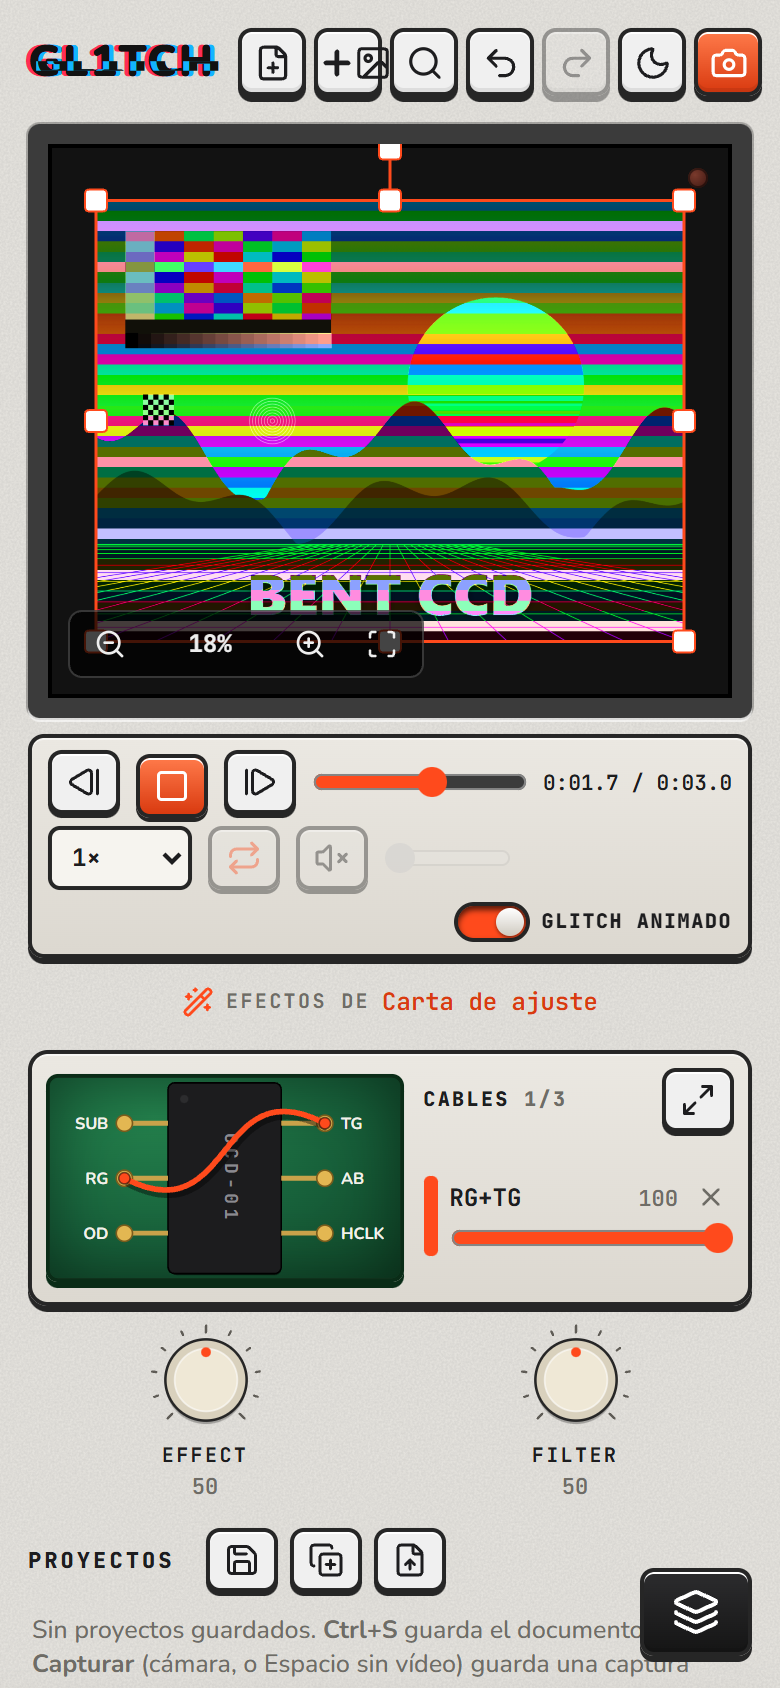 GL1TCH
BENT CCD
18%
0:01.7 / 0:03.0
1×
GLITCH ANIMADO
EFECTOS DE Carta de ajuste
SUB
RG
OD
CCD-01
TG
AB
HCLK
CABLES 1/3
RG+TG 100
EFFECT
50
FILTER
50
PROYECTOS
Sin proyectos guardados. Ctrl+S guarda el documento
Capturar (cámara, o Espacio sin vídeo) guarda una captura